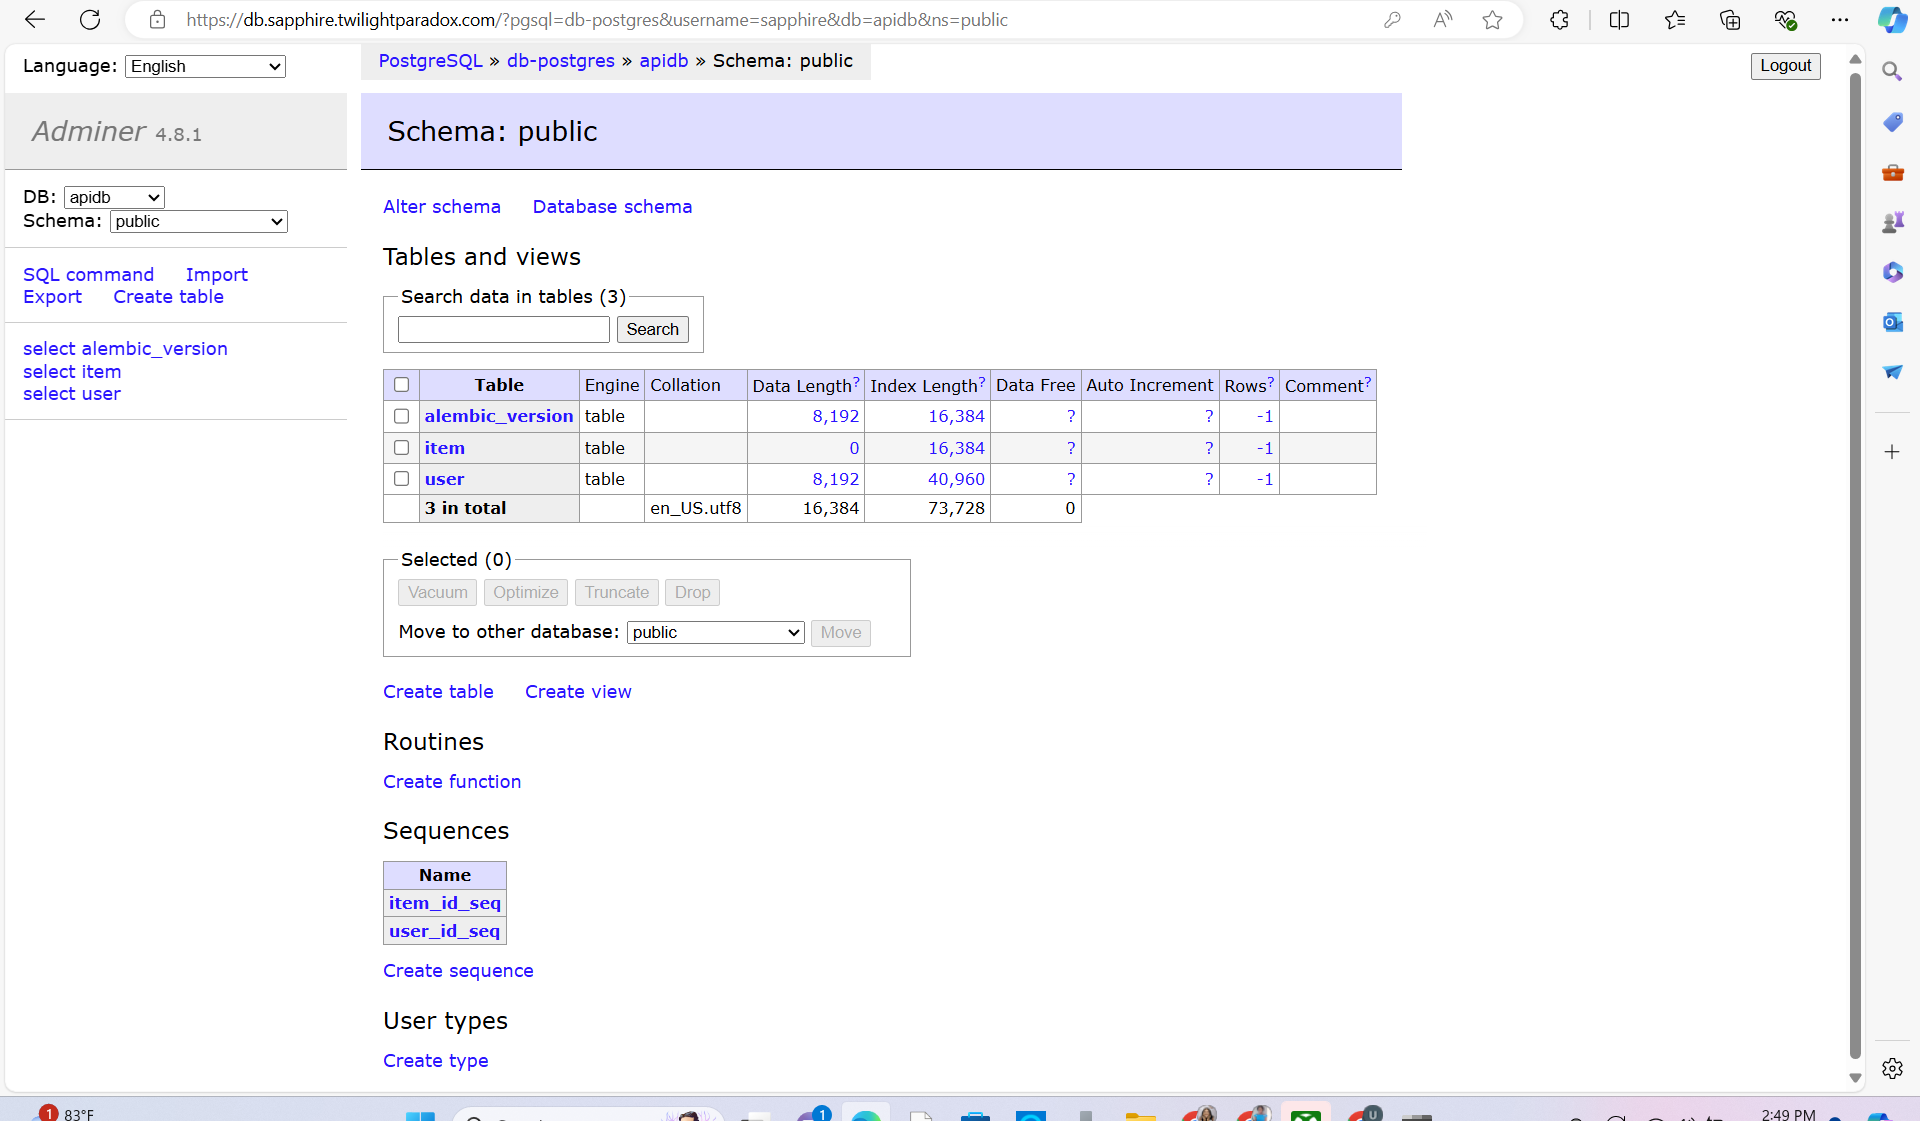 https://db.sapphire.twilightparadox.com/?pgsql=db-postgres&username=sapphire&db=apidb&ns=public
Language: English
PostgreSQL » db-postgres » apidb » Schema: public
Logout
Adminer 4.8.1
Schema: public
DB: apidb
Schema: public
SQL command Import
Export Create table
select alembic_version
select item
select user
Alter schema Database schema
Tables and views
Search data in tables (3)
Search
Table Engine Collation Data Length? Index Length? Data Free Auto Increment Rows? Comment?
alembic_version table 8,192 16,384 ? ? -1
item table 0 16,384 ? ? -1
user table 8,192 40,960 ? ? -1
3 in total en_US.utf8 16,384 73,728 0
Selected (0)
Vacuum Optimize Truncate Drop
Move to other database: public Move
Create table Create view
Routines
Create function
Sequences
Name
item_id_seq
user_id_seq
Create sequence
User types
Create type
1 83°F
1
U
2:49 PM